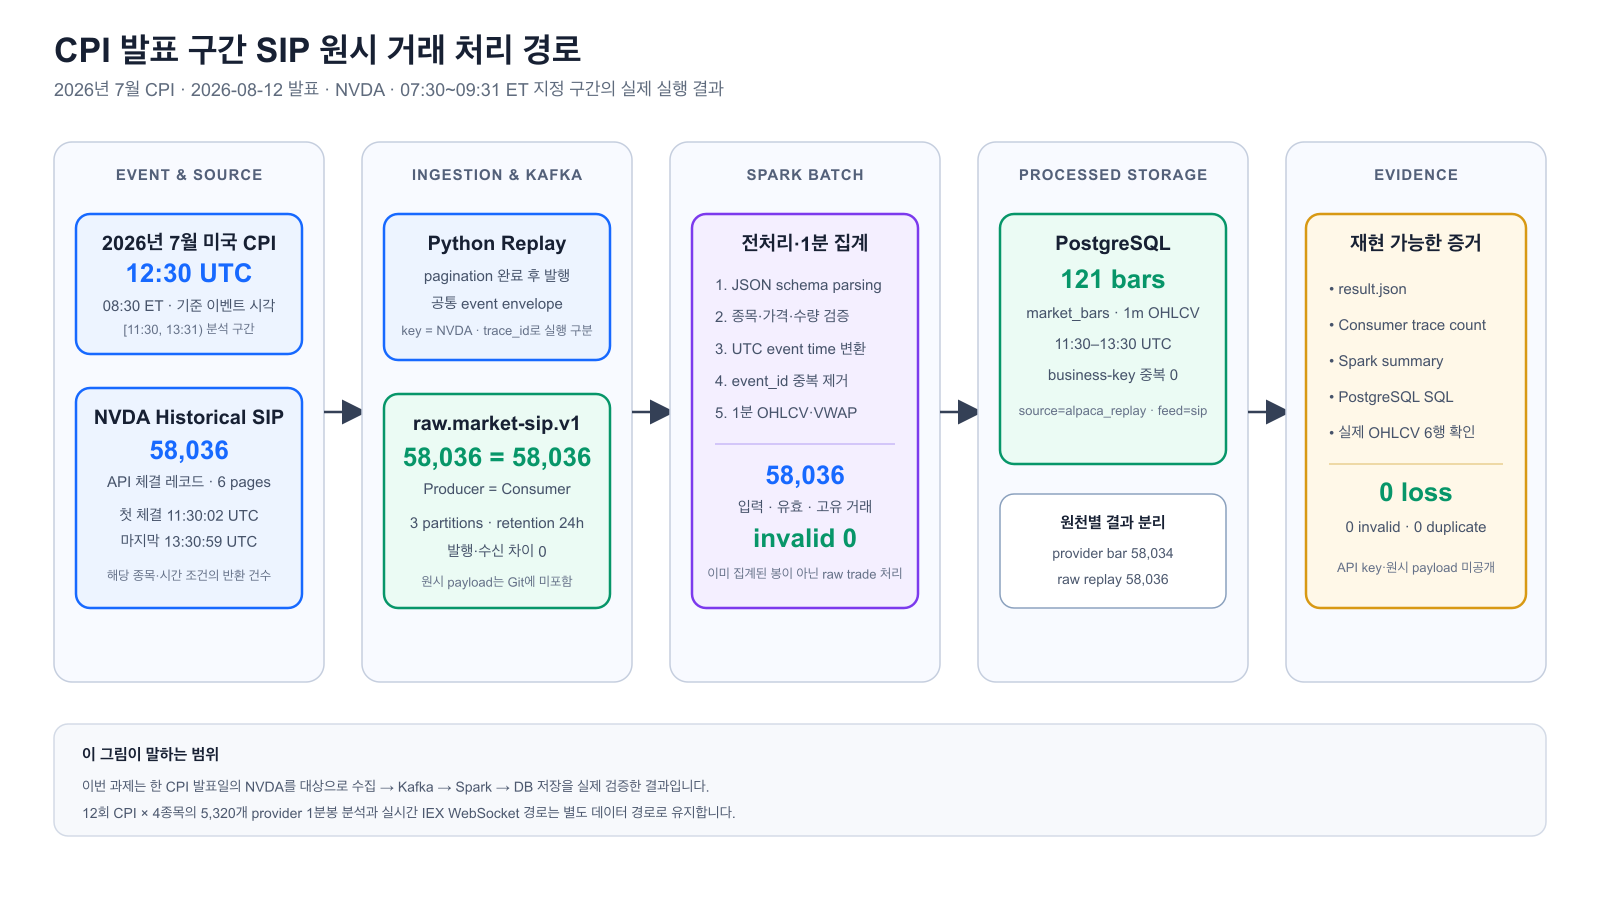 CPI 발표 구간 SIP 원시 거래 처리 경로
2026년 7월 CPI · 2026-08-12 발표 · NVDA · 07:30~09:31 ET 지정 구간의 실제 실행 결과
EVENT & SOURCE
2026년 7월 미국 CPI
12:30 UTC
08:30 ET · 기준 이벤트 시각
[11:30, 13:31) 분석 구간
NVDA Historical SIP
58,036
API 체결 레코드 · 6 pages
첫 체결 11:30:02 UTC
마지막 13:30:59 UTC
해당 종목·시간 조건의 반환 건수
INGESTION & KAFKA
Python Replay
pagination 완료 후 발행
공통 event envelope
key = NVDA · trace_id로 실행 구분
raw.market-sip.v1
58,036 = 58,036
Producer = Consumer
3 partitions · retention 24h
발행·수신 차이 0
원시 payload는 Git에 미포함
SPARK BATCH
전처리·1분 집계
1. JSON schema parsing
2. 종목·가격·수량 검증
3. UTC event time 변환
4. event_id 중복 제거
5. 1분 OHLCV·VWAP
58,036
입력 · 유효 · 고유 거래
invalid 0
이미 집계된 봉이 아닌 raw trade 처리
PROCESSED STORAGE
PostgreSQL
121 bars
market_bars · 1m OHLCV
11:30–13:30 UTC
business-key 중복 0
source=alpaca_replay · feed=sip
원천별 결과 분리
provider bar 58,034
raw replay 58,036
EVIDENCE
재현 가능한 증거
• result.json
• Consumer trace count
• Spark summary
• PostgreSQL SQL
• 실제 OHLCV 6행 확인
0 loss
0 invalid · 0 duplicate
API key·원시 payload 미공개
이 그림이 말하는 범위
이번 과제는 한 CPI 발표일의 NVDA를 대상으로 수집 → Kafka → Spark → DB 저장을 실제 검증한 결과입니다.
12회 CPI × 4종목의 5,320개 provider 1분봉 분석과 실시간 IEX WebSocket 경로는 별도 데이터 경로로 유지합니다.